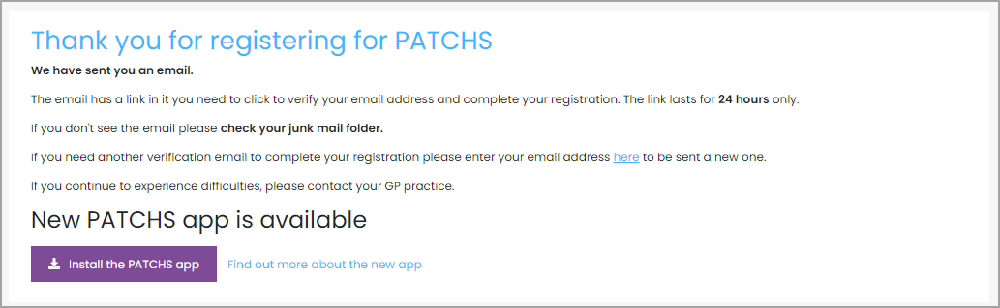 Thank you for registering for PATCHS
We have sent you an email.
The email has a link in it you need to click to verify your email address and complete your registration. The link lasts for 24 hours only.
If you don't see the email please check your junk mail folder.
If you need another verification email to complete your registration please enter your email address here to be sent a new one.
If you continue to experience difficulties, please contact your GP practice.
New PATCHS app is available
Install the PATCHS app Find out more about the new app